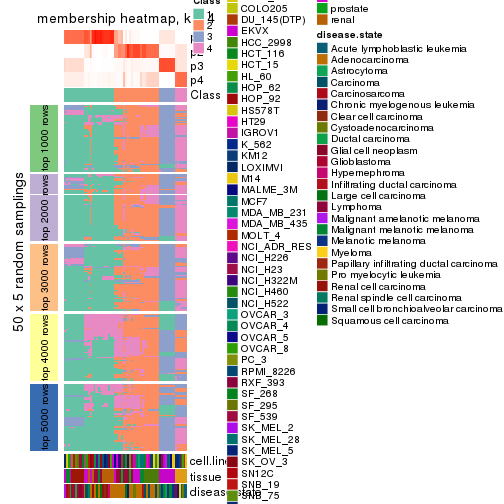 membership heatmap, k = 4
p3
p4
Class
cell.line
tissue
50 x 5 random samplings
top 1000 rows
top 2000 rows
top 3000 rows
top 4000 rows
top 5000 rows
Class
1
2
3
4
COLO205
DU_145(DTP)
EKVX
HCC_2998
HCT_116
HCT_15
HL_60
HOP_62
HOP_92
HS578T
HT29
IGROV1
K_562
KM12
LOXIMVI
M14
MALME_3M
MCF7
MDA_MB_231
MDA_MB_435
MOLT_4
NCI_ADR_RES
NCI_H226
NCI_H23
NCI_H322M
NCI_H460
NCI_H522
OVCAR_3
OVCAR_4
OVCAR_5
OVCAR_8
PC_3
RPMI_8226
RXF_393
SF_268
SF_295
SF_539
SK_MEL_2
SK_MEL_28
SK_MEL_5
SK_OV_3
SN12C
SNB_19
SNB_75
prostate
renal
disease.state
Acute lymphoblastic leukemia
Adenocarcinoma
Astrocytoma
Carcinoma
Carcinosarcoma
Chronic myelogenous leukemia
Clear cell carcinoma
Cystoadenocarcinoma
Ductal carcinoma
Glial cell neoplasm
Glioblastoma
Hypernephroma
Infiltrating ductal carcinoma
Large cell carcinoma
Lymphoma
Malignant amelanotic melanoma
Malignant melanotic melanoma
Melanotic melanoma
Myeloma
Papillary infiltrating ductal carcinoma
Pro myelocytic leukemia
Renal cell carcinoma
Renal spindle cell carcinoma
Small cell bronchioalveolar carcinoma
Squamous cell carcinoma